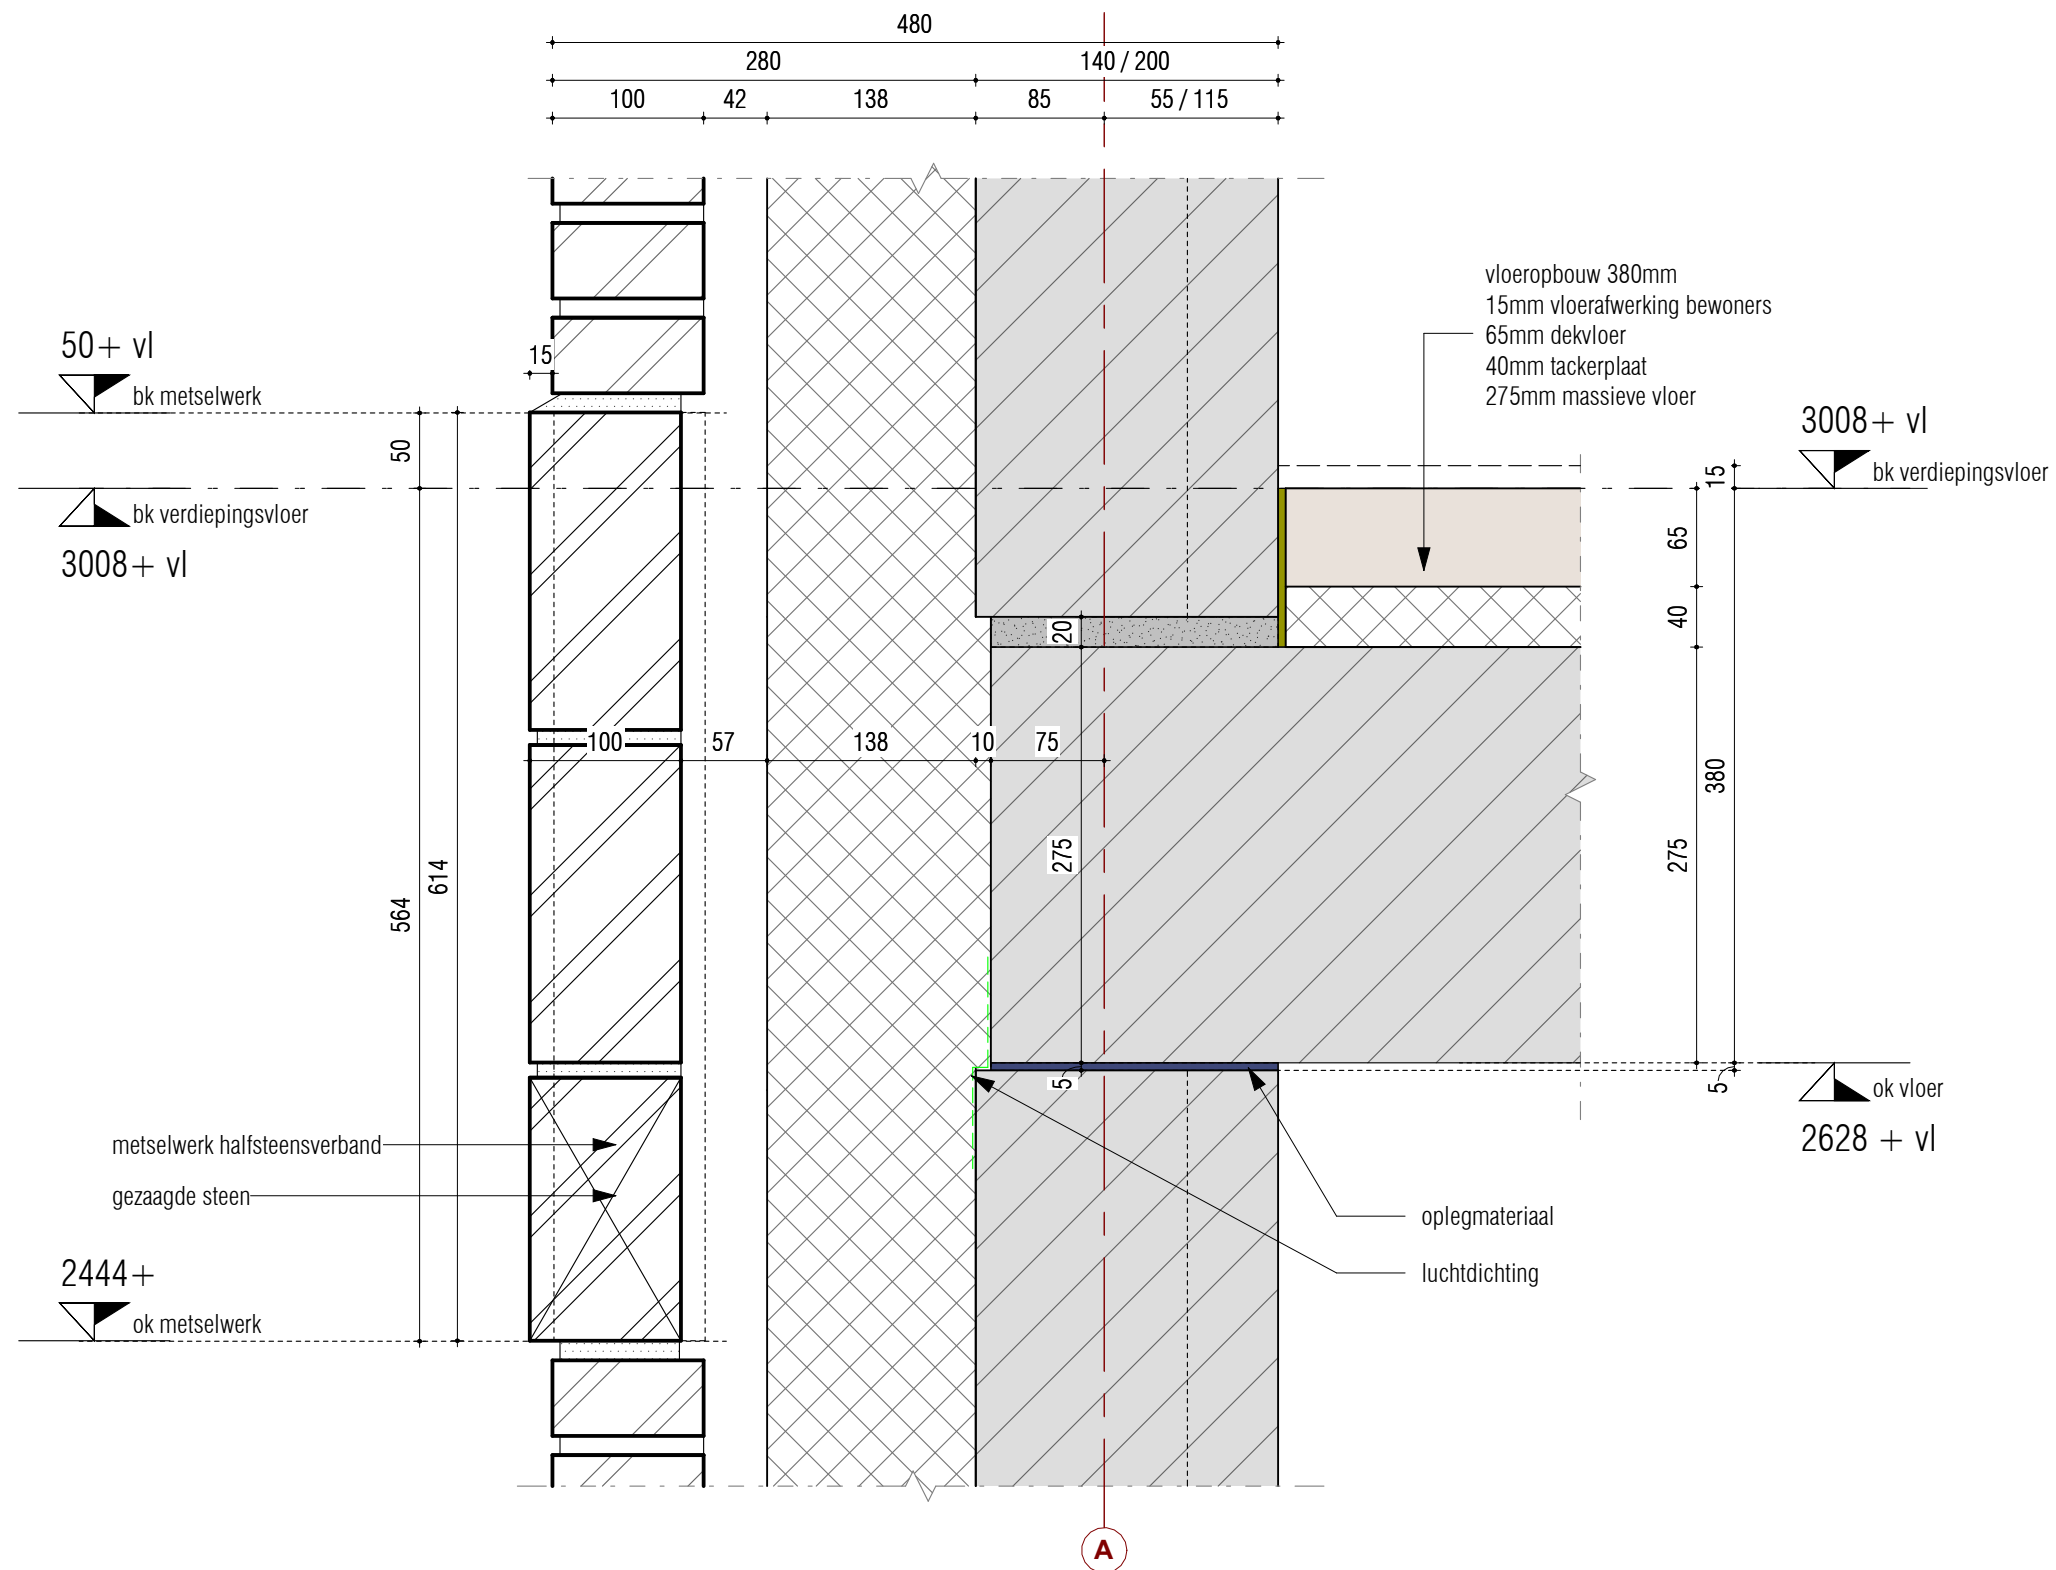 480
280
140 / 200
100
42
138
85
55 / 115
vloeropbouw 380mm
15mm vloerafwerking bewoners
65mm dekvloer
40mm tackerplaat
275mm massieve vloer
50+ vl
bk metselwerk
15
3008+ vl
bk verdiepingsvloer
50
15
bk verdiepingsvloer
3008+ vl
65
40
20
100
57
138
10
75
380
275
275
614
564
5
5
ok vloer
2628 + vl
metselwerk halfsteensverband
gezaagde steen
oplegmateriaal
luchtdichting
2444+
ok metselwerk
A